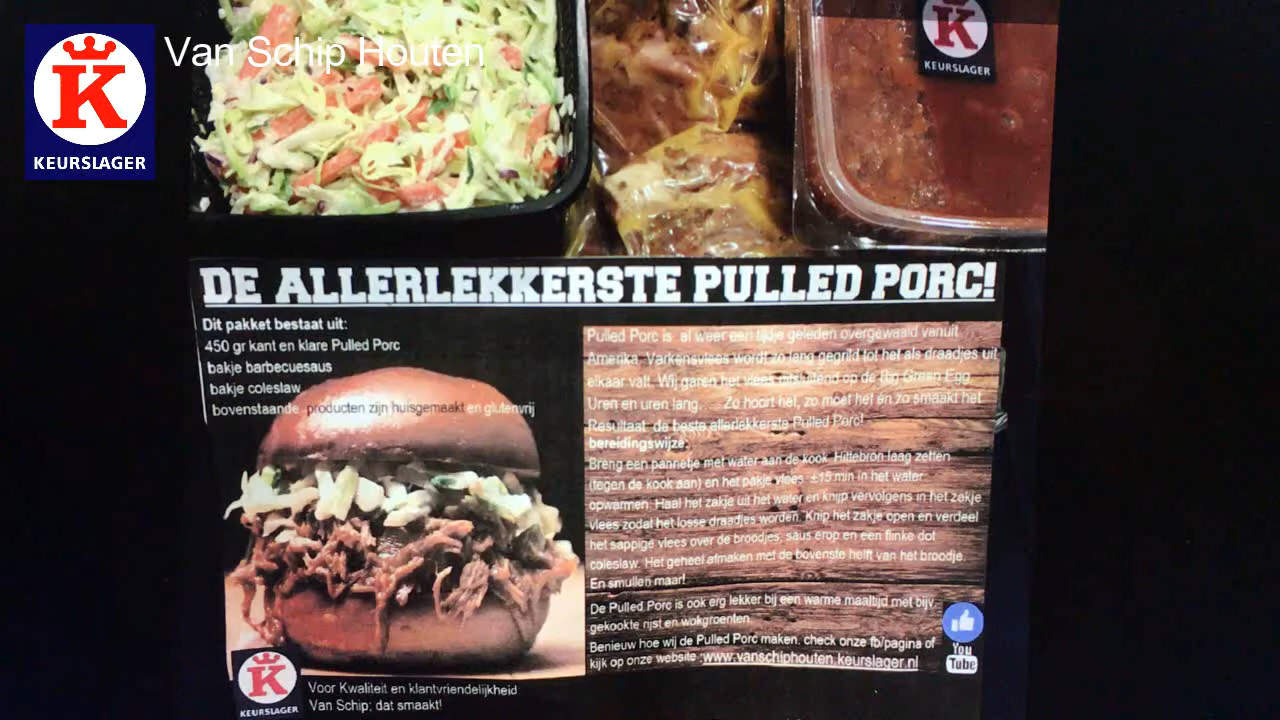 Van Schip Houten
K
KEURSLAGER
K
KEURSLAGER
DE ALLERLEKKERSTE PULLED PORC!
Dit pakket bestaat uit:
450 gr kant en klare Pulled Porc
bakje barbecuesaus
bakje coleslaw
bovenstaande producten zijn huisgemaakt en glutenvrij
Pulled Porc is al weer een tijdje geleden overgewaaid vanuit
Amerika. Varkensvlees wordt zo lang gegrild tot het als draadjes uit
elkaar valt. Wij garen het vlees uitsluitend op de Big Green Egg
Uren en uren lang. Zo hoort het, zo moet het én zo smaakt het.
Resultaat: de beste allerlekkerste Pulled Porc!
bereidingswijze:
Breng een pannetje met water aan de kook. Hittebron laag zetten
(tegen de kook aan) en het pakje vlees ±15 min in het water
opwarmen. Haal het zakje uit het water en knijp vervolgens in het zakje
vlees zodat het losse draadjes worden. Knip het zakje open en verdeel
het sappige vlees over de broodjes, saus erop en een flinke dot
coleslaw. Het geheel afmaken met de bovenste helft van het broodje.
En smullen maar!
De Pulled Porc is ook erg lekker bij een warme maaltijd met bijv.
gekookte rijst en wokgroenten.
Benieuw hoe wij de Pulled Porc maken. check onze fb/pagina of
kijk op onze website :www.vanschiphouten.keurslager.nl
You
Tube
K
KEURSLAGER
Voor Kwaliteit en klantvriendelijkheid
Van Schip; dat smaakt!